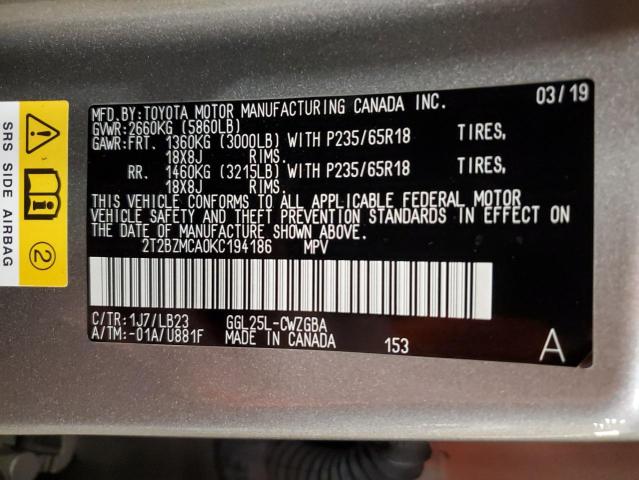 MFD.BY:TOYOTA MOTOR MANUFACTURING CANADA INC. 03/19
GVWR:2660KG (5860LB)
GAWR:FRT. 1360KG (3000LB) WITH P235/65R18 TIRES,
18X8J RIMS.
RR. 1460KG (3215LB) WITH P235/65R18 TIRES,
18X8J RIMS.
THIS VEHICLE CONFORMS TO ALL APPLICABLE FEDERAL MOTOR
VEHICLE SAFETY AND THEFT PREVENTION STANDARDS IN EFFECT ON
THE DATE OF MANUFACTURE SHOWN ABOVE.
2T2BZMCA0KC194186 MPV
C/TR:1J7/LB23 GGL25L-CWZGBA
A/TM:-01A/U881F MADE IN CANADA 153 A
SRS SIDE AIRBAG
2